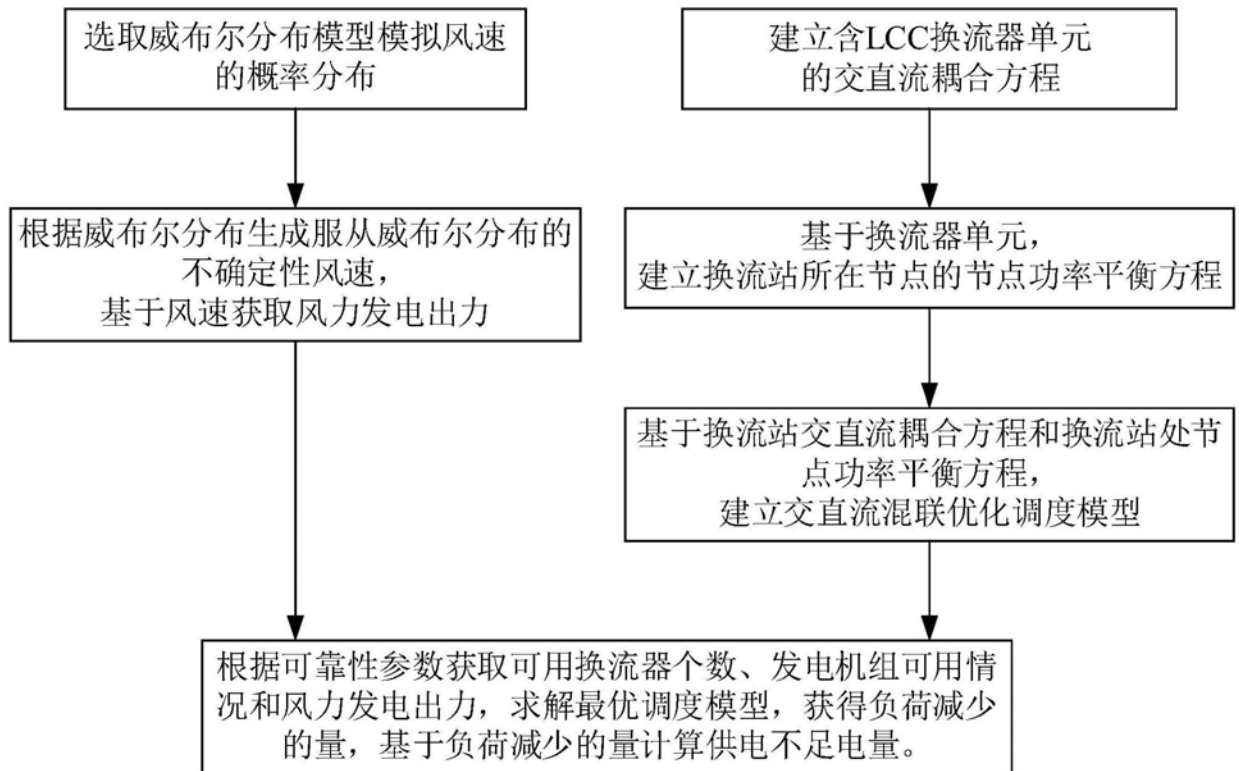 选取威布尔分布模型模拟风速
的概率分布
根据威布尔分布生成服从威布尔分布的
不确定性风速，
基于风速获取风力发电出力
建立含LCC换流器单元
的交直流耦合方程
基于换流器单元，
建立换流站所在节点的节点功率平衡方程
基于换流站交直流耦合方程和换流站处节
点功率平衡方程，
建立交直流混联优化调度模型
根据可靠性参数获取可用换流器个数、发电机组可用情
况和风力发电出力，求解最优调度模型，获得负荷减少
的量，基于负荷减少的量计算供电不足电量。